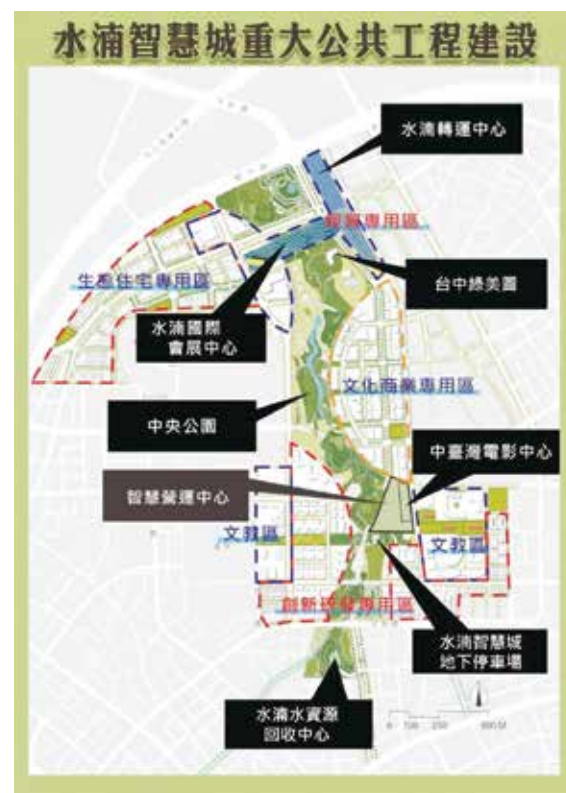 水湳智慧城重大公共工程建設
水湳轉運中心
經貿專用區
生態住宅專用區
台中綠美圖
水湳國際
會展中心
文化商業專用區
中央公園
中臺灣電影中心
智慧營運中心
文教區
文教區
創新研發專用區
水湳智慧城
地下停車場
水湳水資源
回收中心